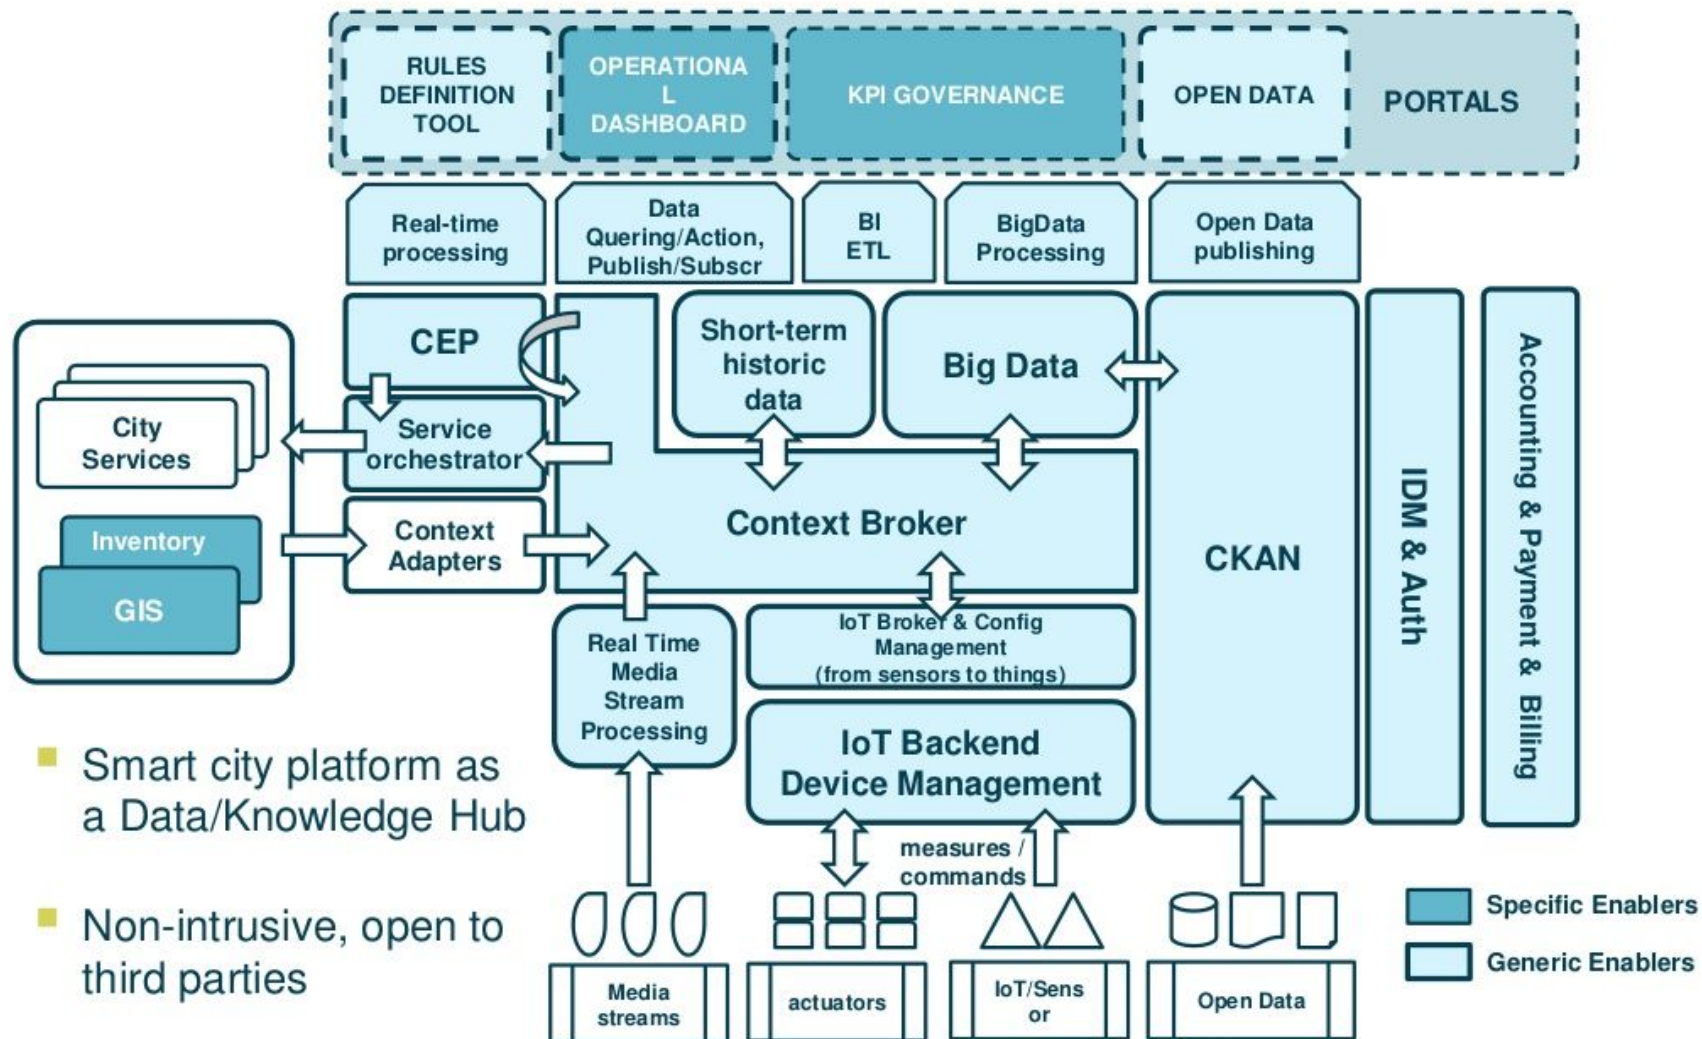 RULES
DEFINITION
TOOL
OPERATIONA
L
DASHBOARD
KPI GOVERNANCE
OPEN DATA
PORTALS
Real-time
processing
Data
Quering/Action,
Publish/Subscr
BI
ETL
BigData
Processing
Open Data
publishing
CEP
Short-term
historic
data
Big Data
City
Services
Service
orchestrator
Inventory
GIS
Context
Adapters
Context Broker
CKAN
IDM & Auth
Accounting & Payment & Billing
Real Time
Media
Stream
Processing
IoT Broker & Config
Management
(from sensors to things)
IoT Backend
Device Management
measures /
commands
Smart city platform as
a Data/Knowledge Hub
Non-intrusive, open to
third parties
Media
streams
actuators
IoT/Sens
or
Open Data
Specific Enablers
Generic Enablers